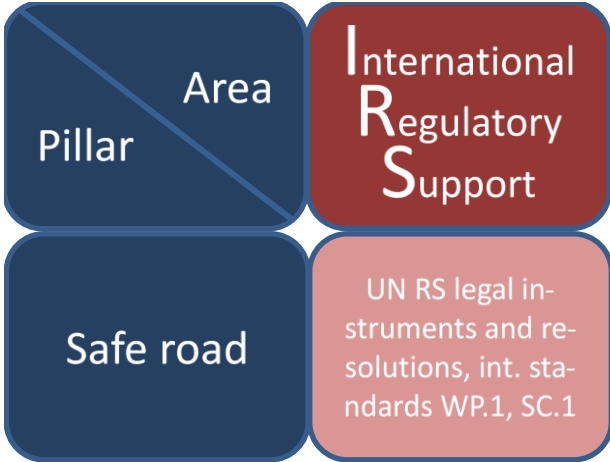 Area
Pillar
International
Regulatory
Support
Safe road
UN RS legal in-
struments and re-
solutions, int. sta-
ndards WP.1, SC.1